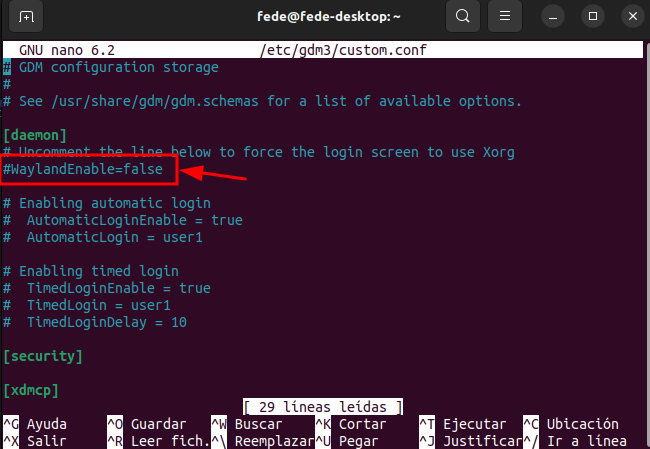 fede@fede-desktop: ~
GNU nano 6.2 /etc/gdm3/custom.conf
# GDM configuration storage
#
# See /usr/share/gdm/gdm.schemas for a list of available options.
[daemon]
# Uncomment the line below to force the login screen to use Xorg
#WaylandEnable=false
# Enabling automatic login
#  AutomaticLoginEnable = true
#  AutomaticLogin = user1
# Enabling timed login
#  TimedLoginEnable = true
#  TimedLogin = user1
#  TimedLoginDelay = 10
[security]
[xdmcp]
[ 29 líneas leídas ]
^G Ayuda ^O Guardar ^W Buscar ^K Cortar ^T Ejecutar ^C Ubicación
^X Salir ^R Leer fich. ^\ Reemplazar ^U Pegar ^J Justificar ^/ Ir a línea